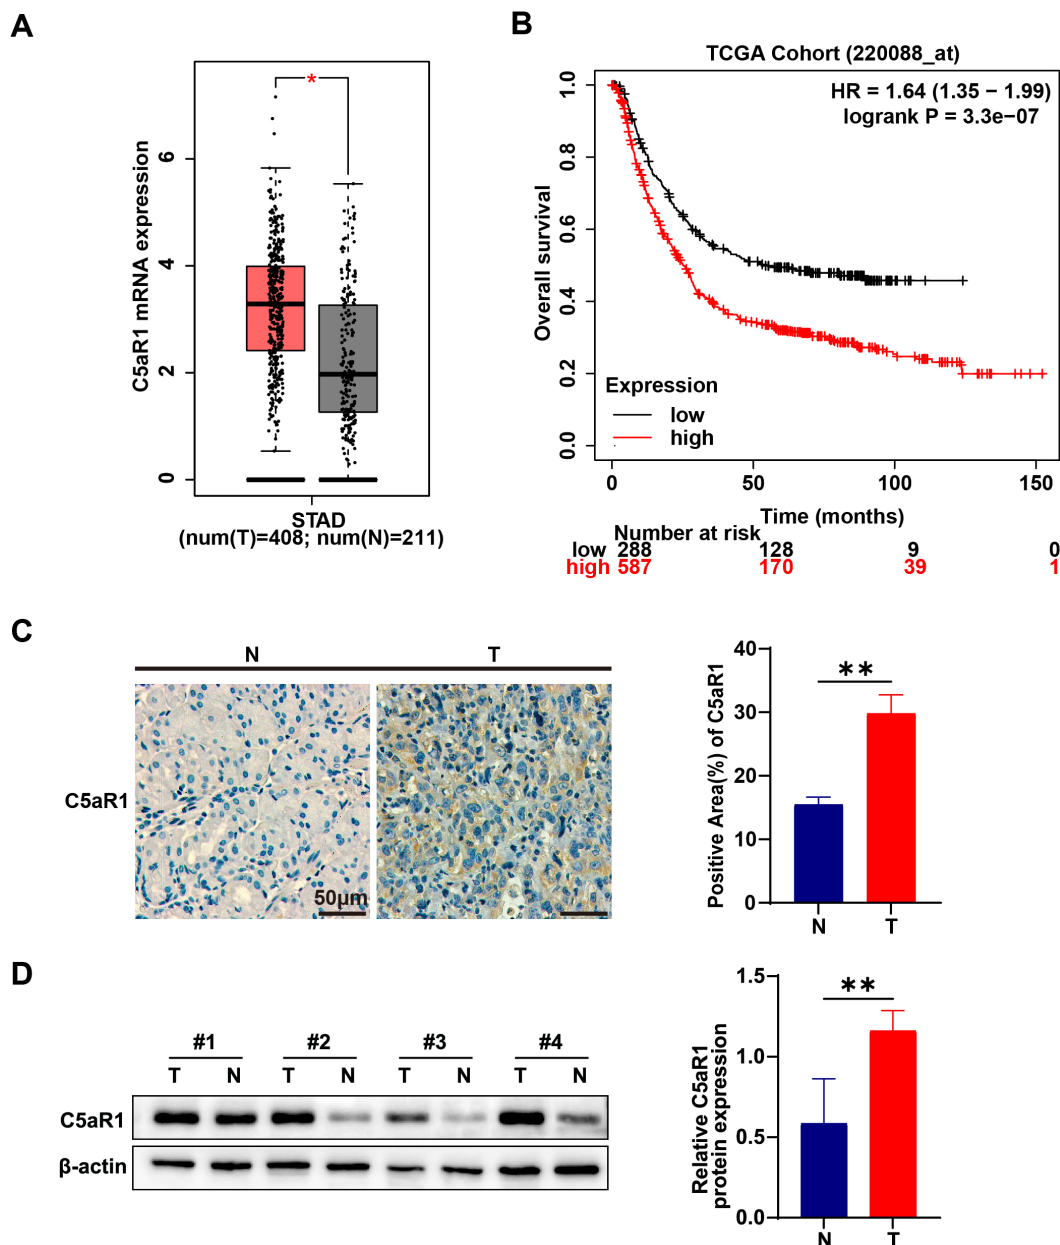 A
C5aR1 mRNA expression
*
6
4
2
0
STAD
(num(T)=408; num(N)=211)
B
TCGA Cohort (220088_at)
HR = 1.64 (1.35 − 1.99)
logrank P = 3.3e−07
Overall survival
1.0
0.8
0.6
0.4
0.2
0.0
Expression
low
high
0 50 100 150
Time (months)
Number at risk
low 288 128 9 0
high 587 170 39 1
C
N T
C5aR1
50μm
Positive Area(%) of C5aR1
40
30
20
10
0
**
N T
D
#1 #2 #3 #4
T N T N T N T N
C5aR1
β-actin
Relative C5aR1
protein expression
1.5
1.0
0.5
0.0
**
N T